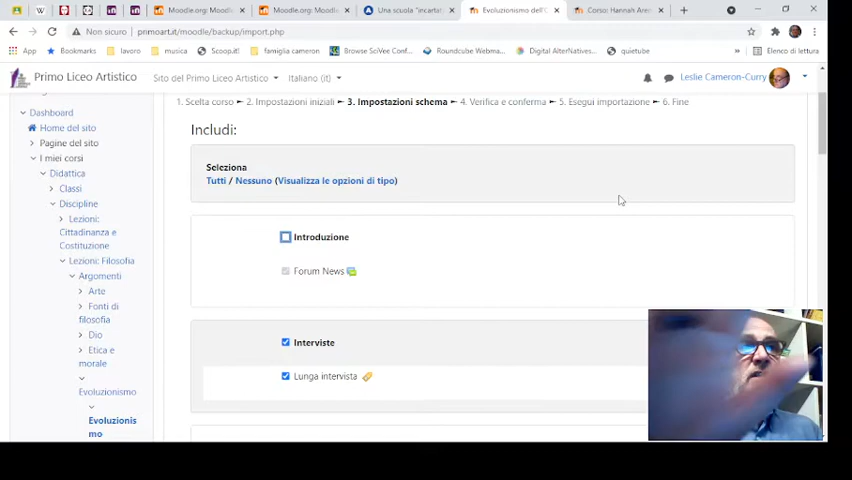 Moodle.org: Moodle
Moodle.org: Moodle
Una scuola "incarta
Evoluzionismo dell'
Corso: Hannah Aren
Non sicuro
pnmoart.it/moodle/backup/import.php
App
Bookmarks
lavoro
musica
Scoop.it!
famiglia cameron
Browse SciVee Conf...
Roundcube Webma...
Digital AlterNatives...
quietube
Elenco di lettura
Primo Liceo Artistico
Sito del Primo Liceo Artistico
Italiano (it)
Leslie Cameron-Curry
Dashboard
Home del sito
Pagine del sito
I miei corsi
Didattica
Classi
Discipline
Lezioni:
Cittadinanza e
Costituzione
Lezioni: Filosofia
Argomenti
Arte
Fonti di
filosofia
Dio
Etica e
morale
Evoluzionismo
Evoluzionis
mo
1. Scelta corso
2. Impostazioni iniziali
3. Impostazioni schema
4. Verifica e conferma
5. Esegui importazione
6. Fine
Includi:
Seleziona
Tutti / Nessuno (Visualizza le opzioni di tipo)
Introduzione
Forum News
Interviste
Lunga intervista